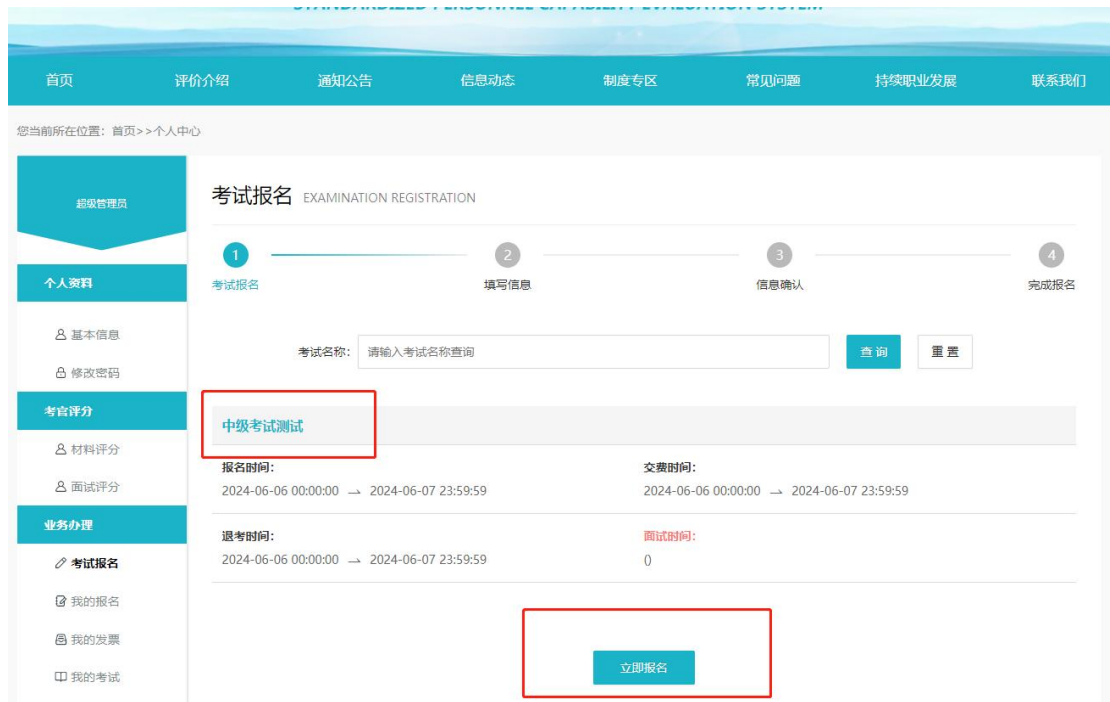 STANDARDIZED PERSONNEL CAPABILITY EVALUATION SYSTEM
首页 评价介绍 通知公告 信息动态 制度专区 常见问题 持续职业发展 联系我们
您当前所在位置：首页>>个人中心
超级管理员
个人资料
基本信息
修改密码
考官评分
材料评分
面试评分
业务办理
考试报名
我的报名
我的发票
我的考试
考试报名 EXAMINATION REGISTRATION
1 2 3 4
考试报名 填写信息 信息确认 完成报名
考试名称： 请输入考试名称查询 查询 重置
中级考试测试
报名时间： 交费时间：
2024-06-06 00:00:00 → 2024-06-07 23:59:59 2024-06-06 00:00:00 → 2024-06-07 23:59:59
退考时间： 面试时间：
2024-06-06 00:00:00 → 2024-06-07 23:59:59 ()
立即报名